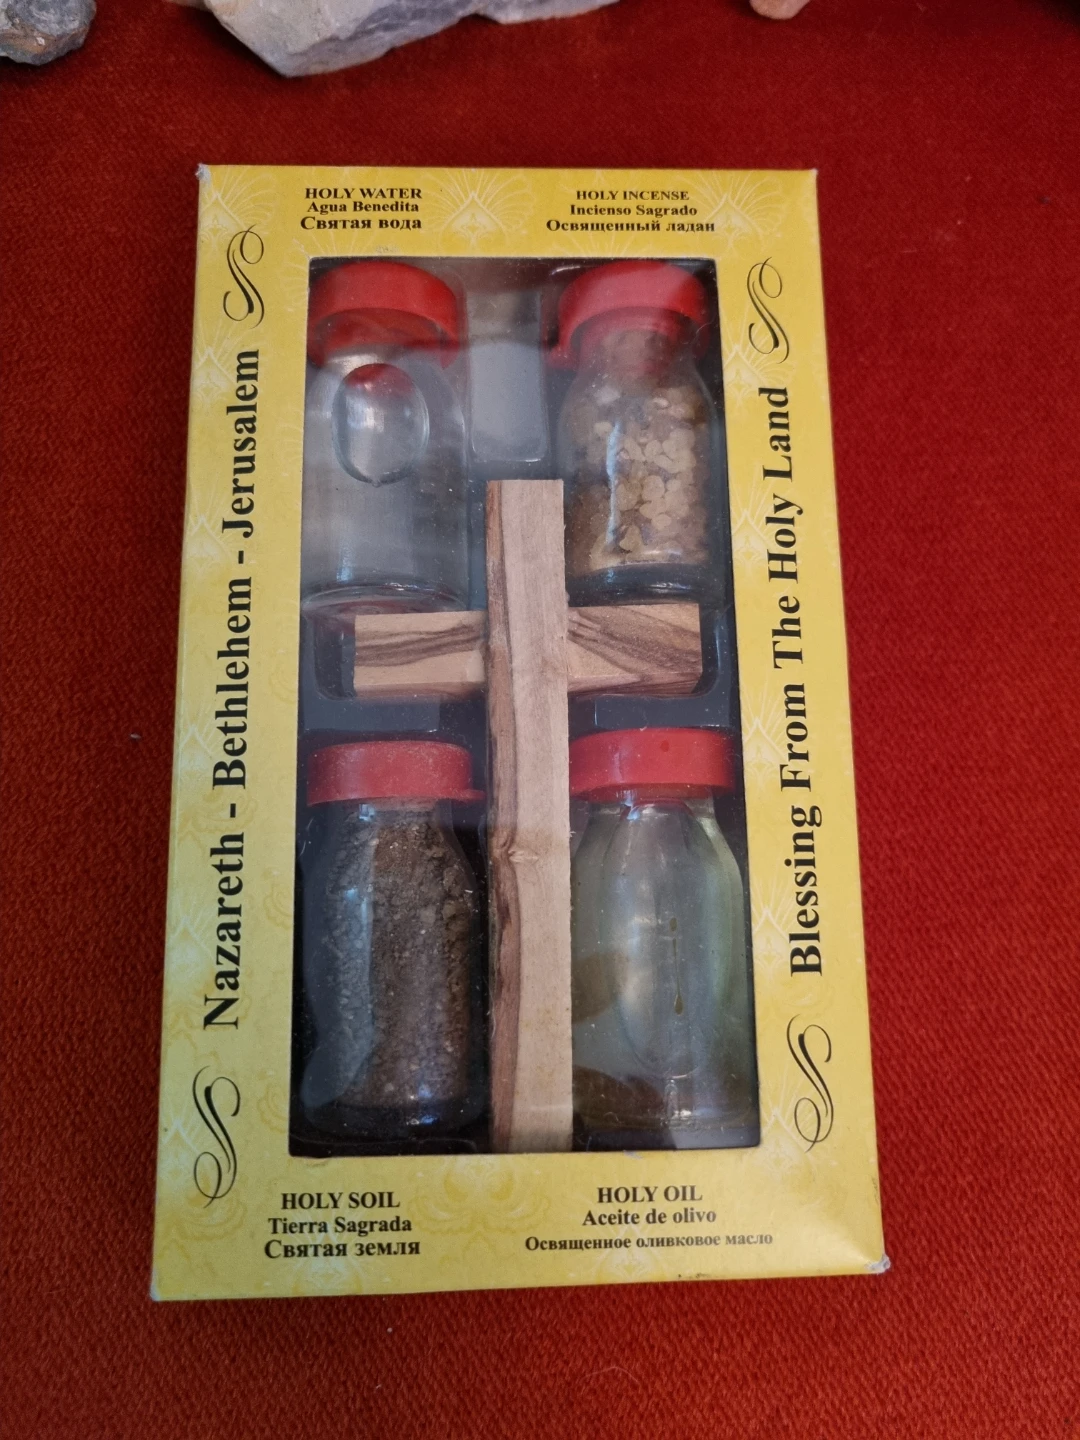 HOLY WATER
Agua Benedita
Святая вода
HOLY INCENSE
Incienso Sagrado
Освященный ладан
Nazareth - Bethlehem - Jerusalem
Blessing From The Holy Land
HOLY SOIL
Tierra Sagrada
Святая земля
HOLY OIL
Aceite de olivo
Освященное оливковое масло